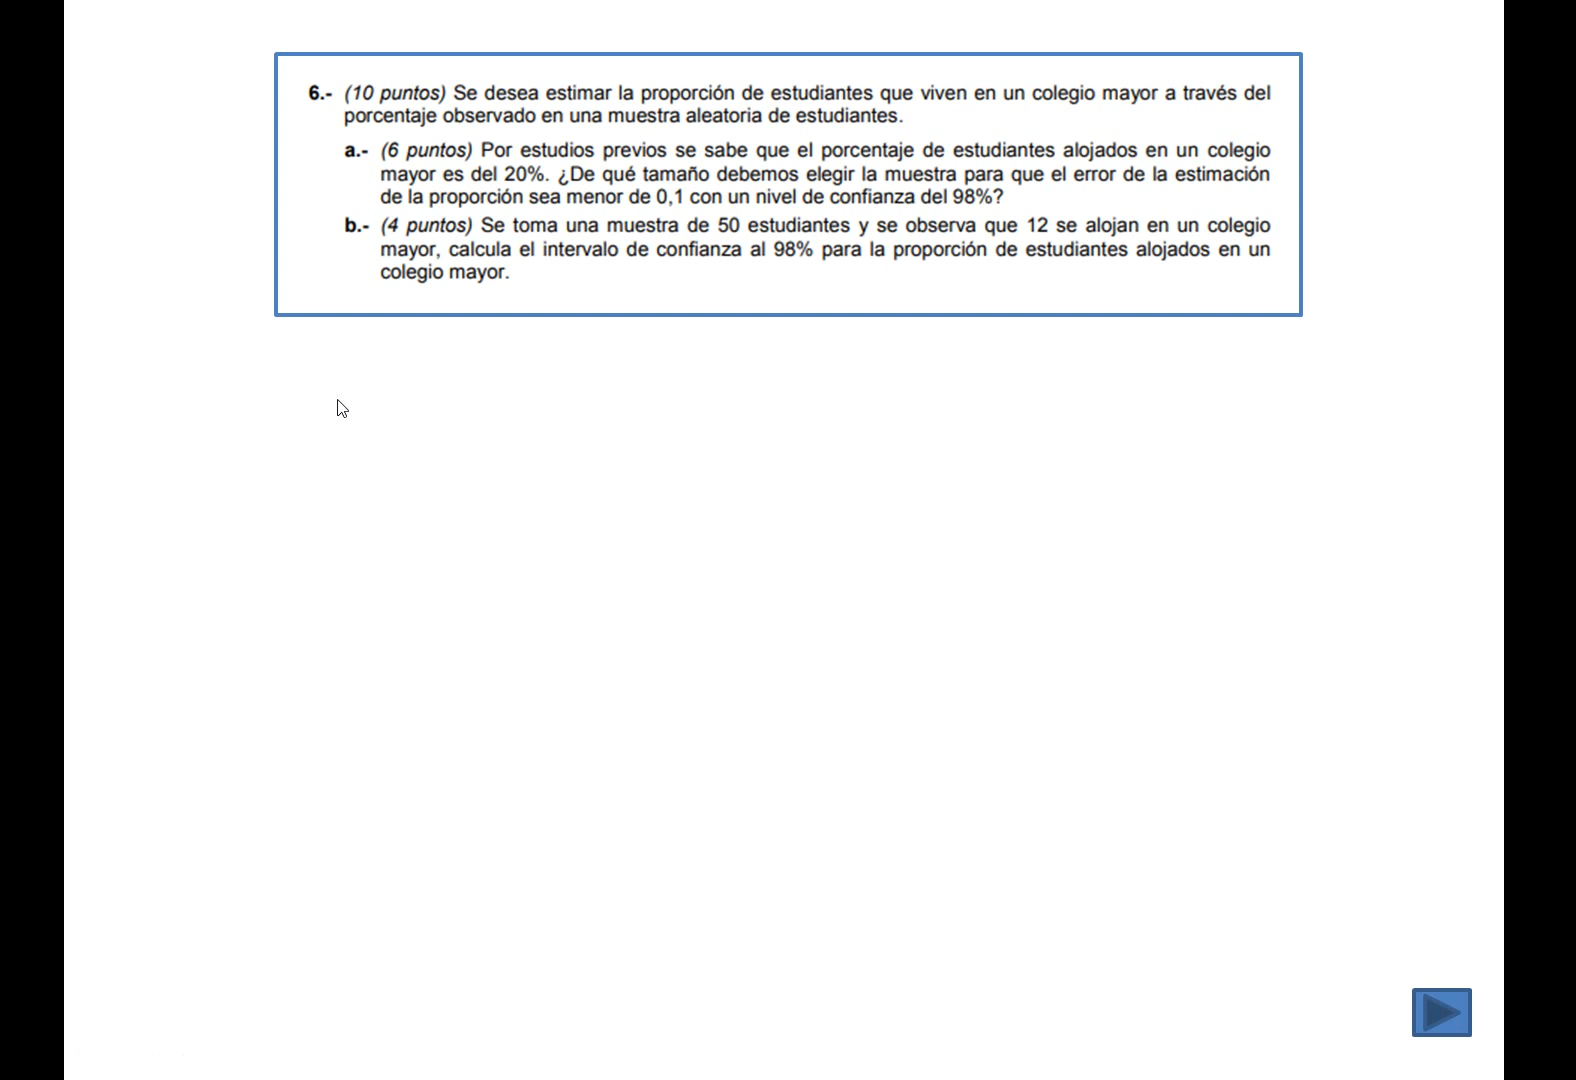 6.- (10 puntos) Se desea estimar la proporción de estudiantes que viven en un colegio mayor a través del
porcentaje observado en una muestra aleatoria de estudiantes.
a.- (6 puntos) Por estudios previos se sabe que el porcentaje de estudiantes alojados en un colegio
mayor es del 20%. ¿De qué tamaño debemos elegir la muestra para que el error de la estimación
de la proporción sea menor de 0,1 con un nivel de confianza del 98%?
b.- (4 puntos) Se toma una muestra de 50 estudiantes y se observa que 12 se alojan en un colegio
mayor, calcula el intervalo de confianza al 98% para la proporción de estudiantes alojados en un
colegio mayor.